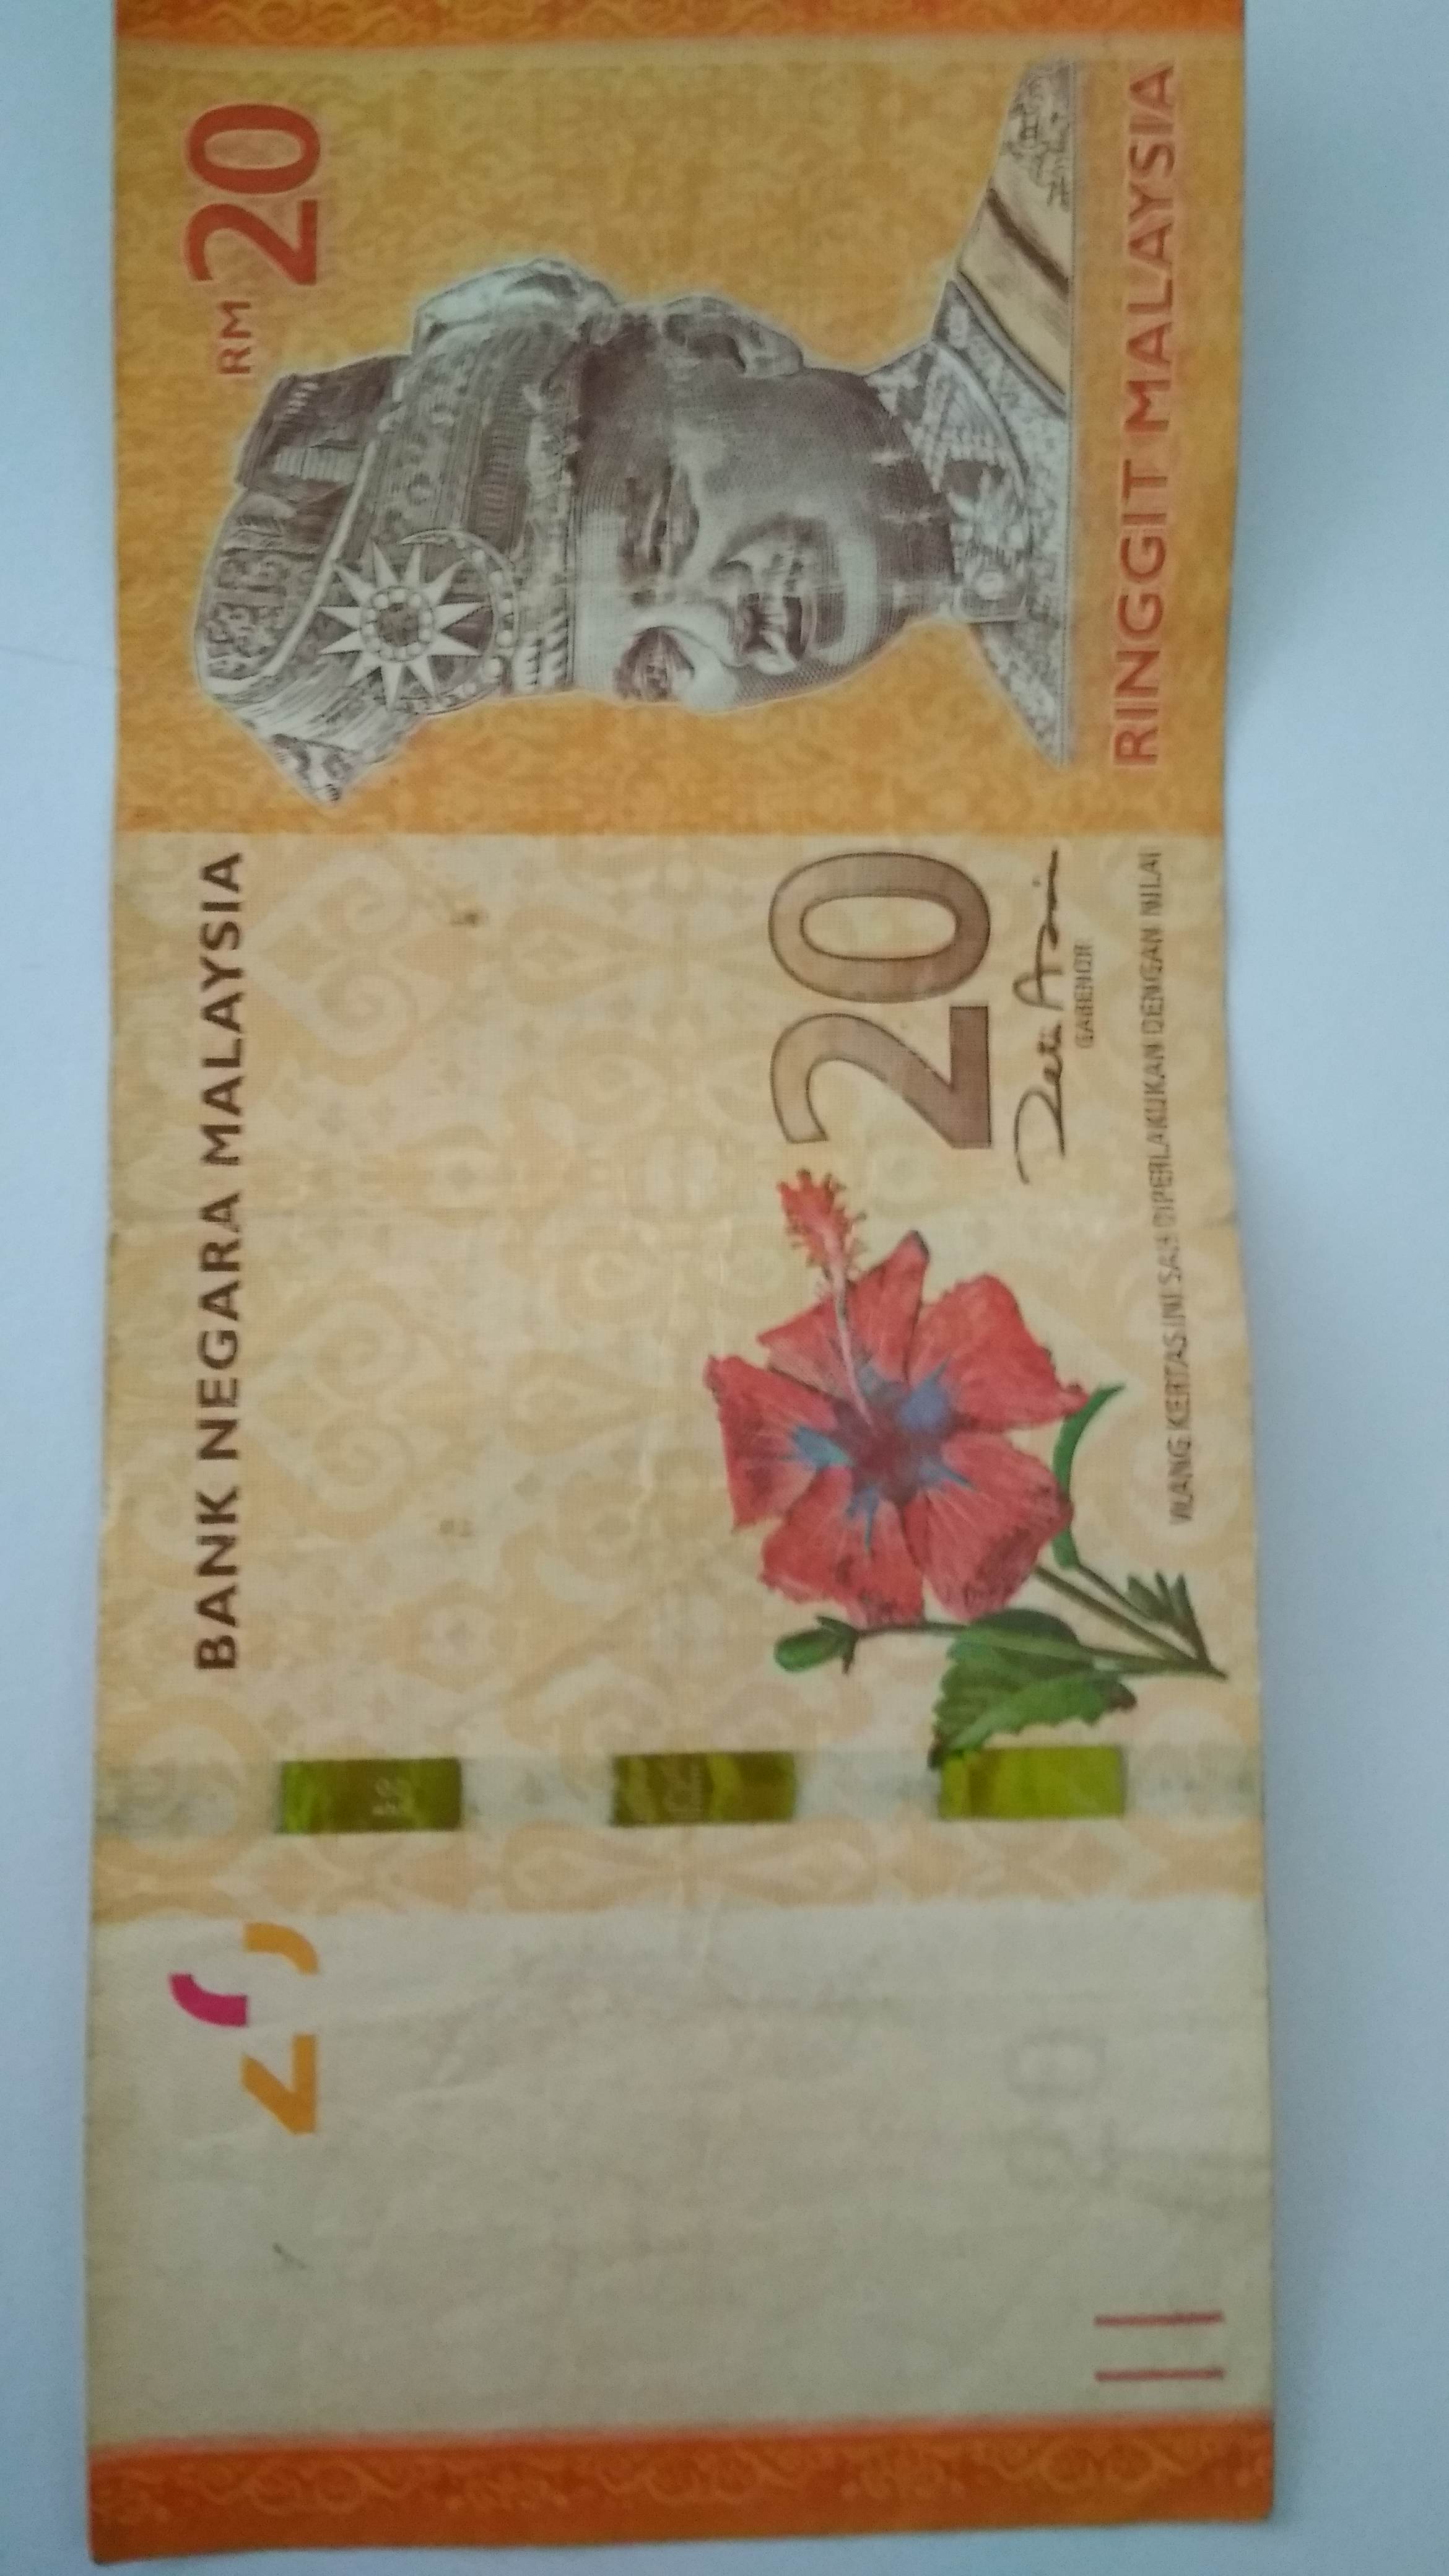 BANK NEGARA MALAYSIA
RM 20
20
GABENOR
WANG KERTAS INI SAH DIPERLAKUKAN DENGAN NILAI
RINGGIT MALAYSIA